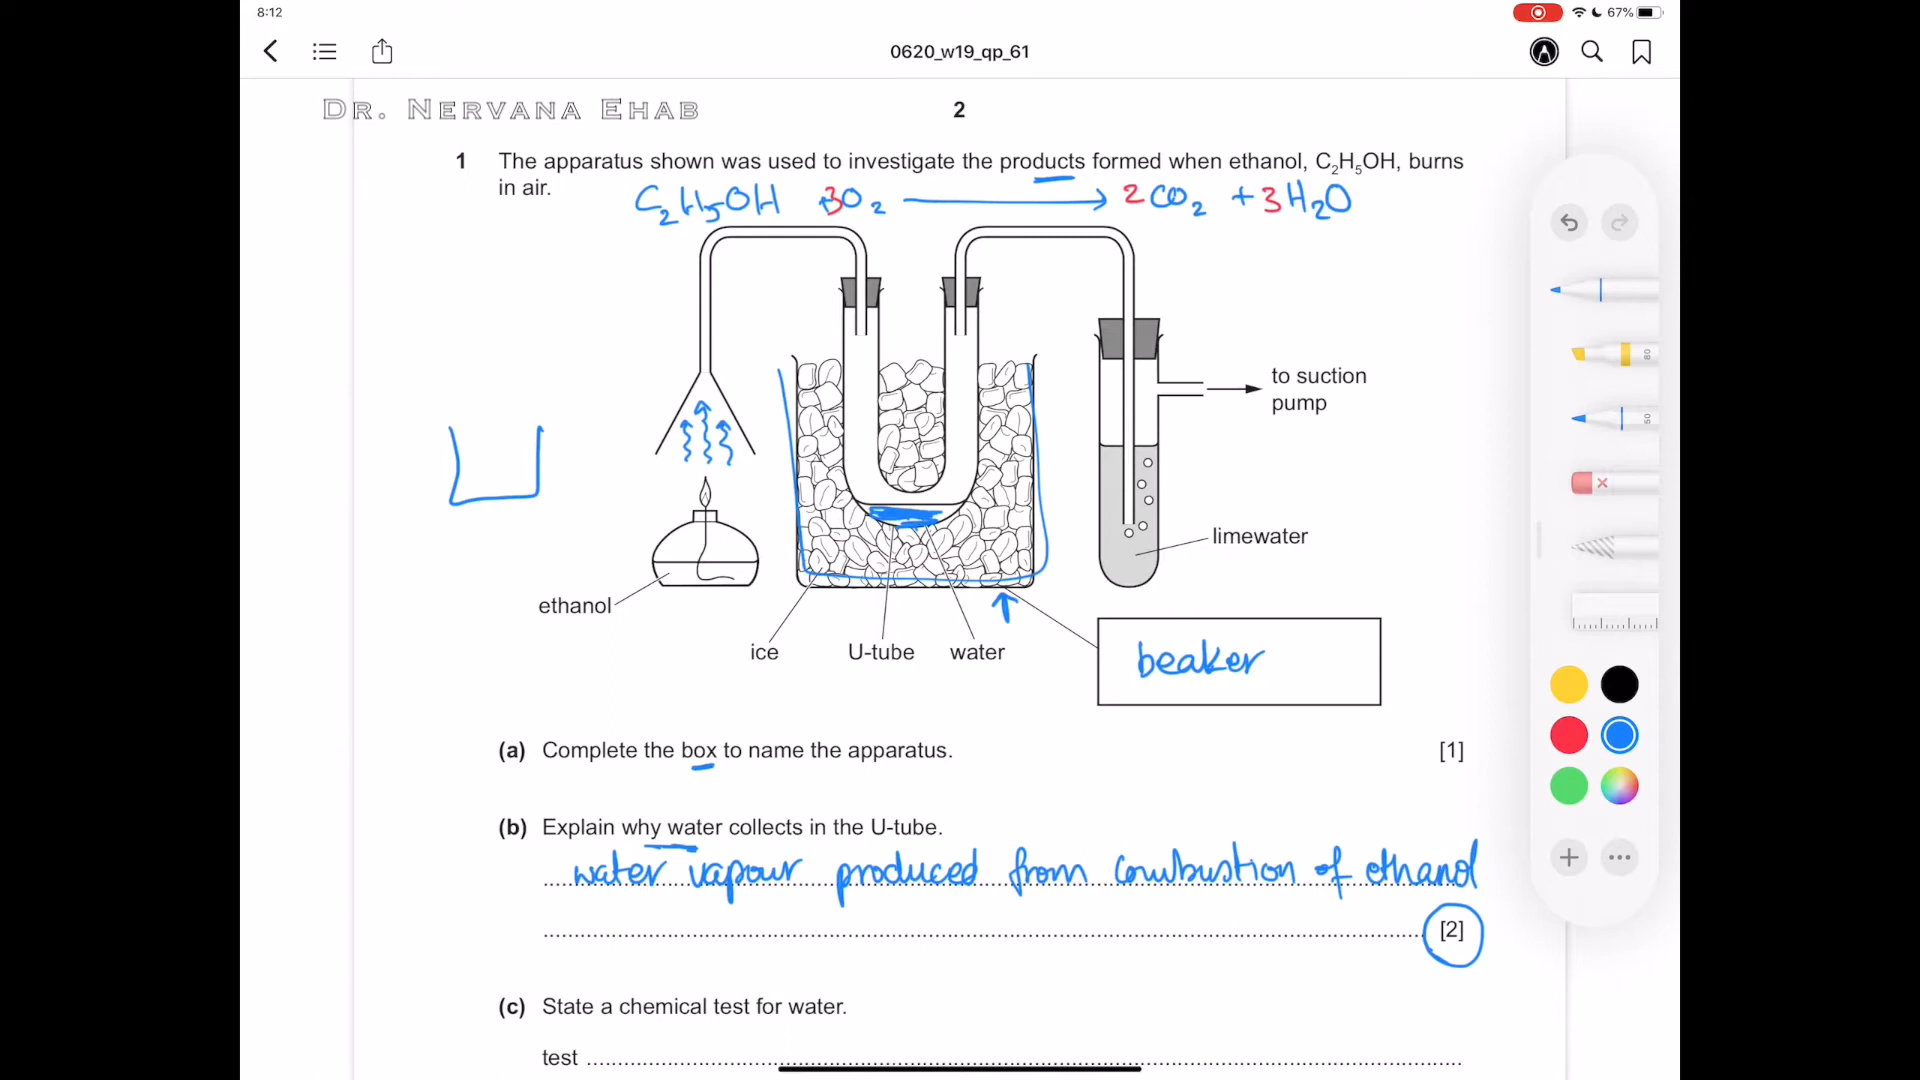 8:12
67%
0620_w19_qp_61
DR. NERVANA EHAB
2
1 The apparatus shown was used to investigate the products formed when ethanol, C₂H₅OH, burns
in air.
C₂H₅OH + 3O₂ → 2CO₂ + 3H₂O
to suction
pump
limewater
ethanol
ice
U-tube
water
beaker
(a) Complete the box to name the apparatus. [1]
(b) Explain why water collects in the U-tube.
water vapour produced from combustion of ethanol
[2]
(c) State a chemical test for water.
test
80
50